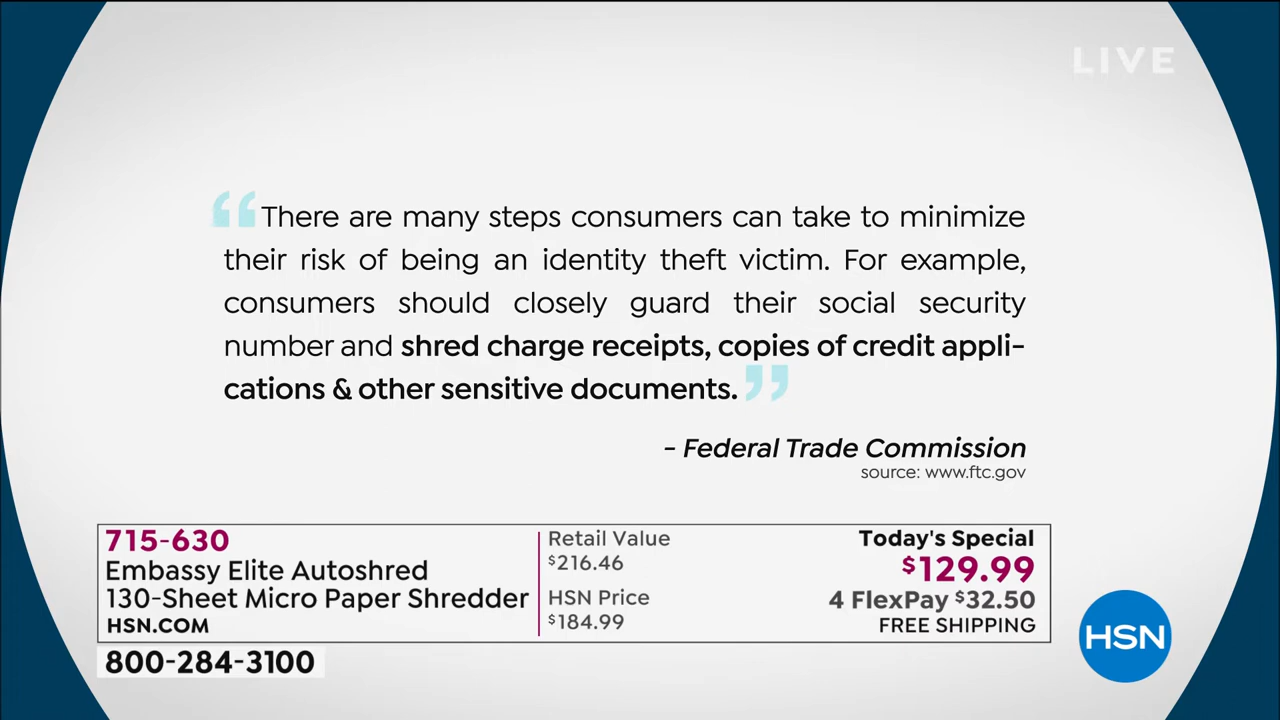 LIVE
“There are many steps consumers can take to minimize
their risk of being an identity theft victim. For example,
consumers should closely guard their social security
number and shred charge receipts, copies of credit appli-
cations & other sensitive documents.”
- Federal Trade Commission
source: www.ftc.gov
715-630
Embassy Elite Autoshred
130-Sheet Micro Paper Shredder
HSN.COM
Retail Value
$216.46
HSN Price
$184.99
Today's Special
$129.99
4 FlexPay $32.50
FREE SHIPPING
800-284-3100
HSN